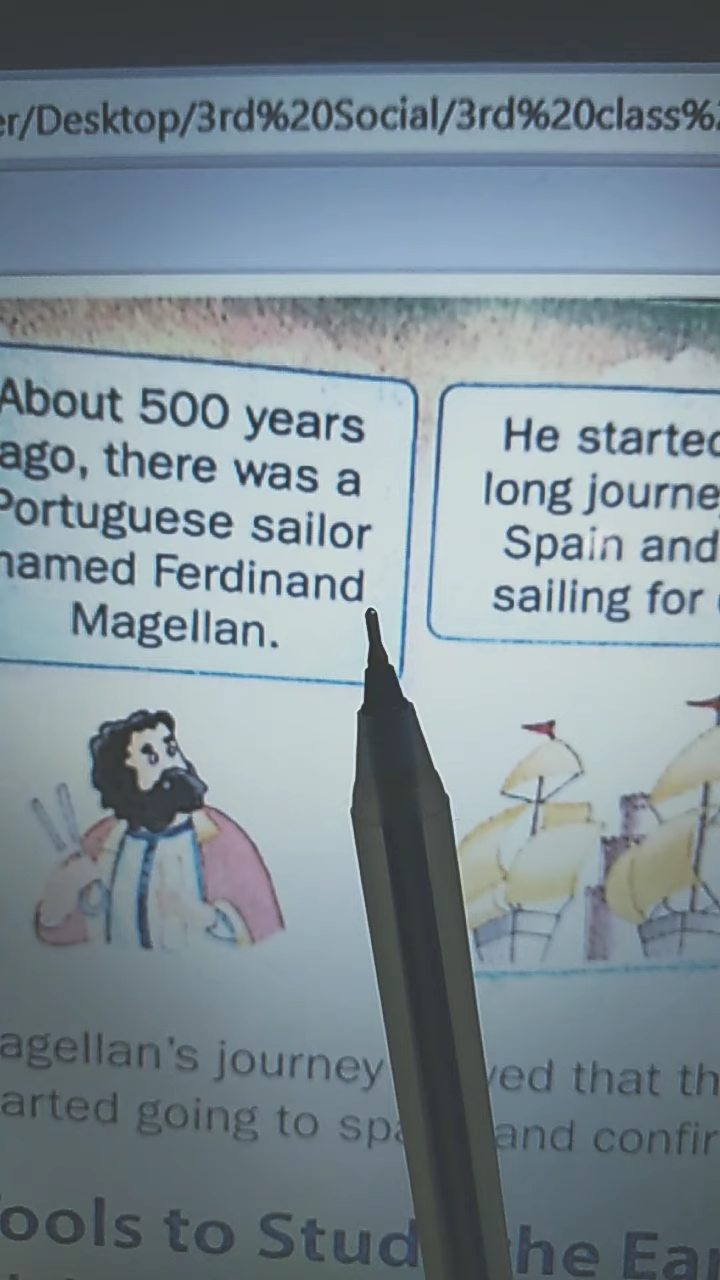 er/Desktop/3rd%20Social/3rd%20class%
About 500 years
ago, there was a
Portuguese sailor
named Ferdinand
Magellan.
He started
long journe
Spain and
sailing for
agellan's journey ved that th
arted going to spa and confir
ools to Stud he Ear